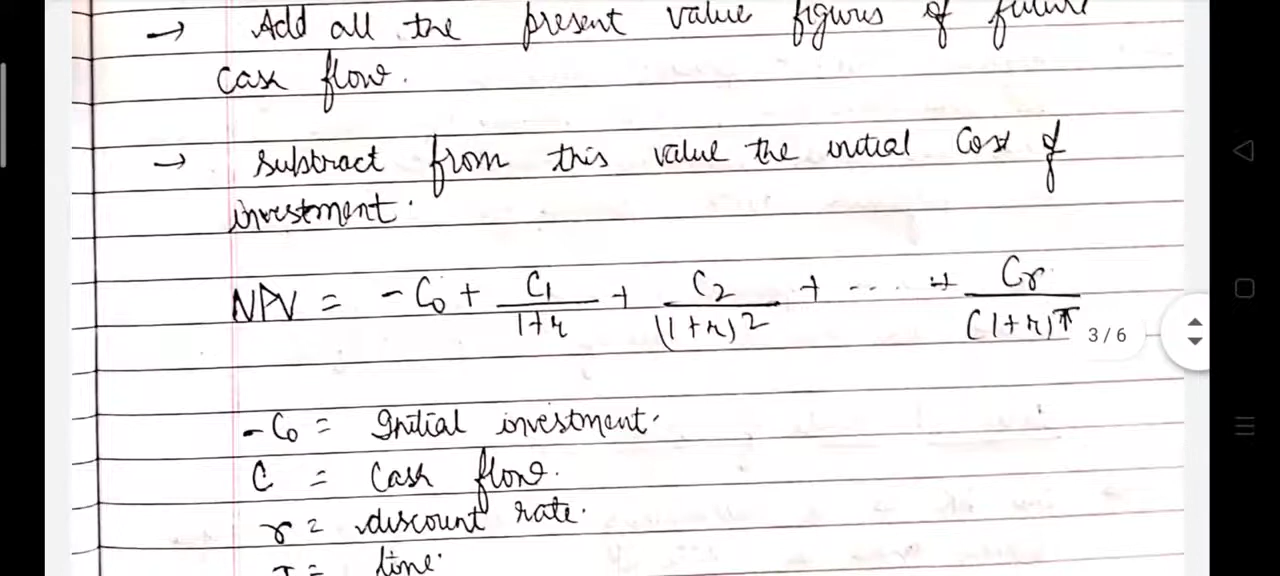 → Add all the present value figures of future
cash flow.
→ Substract from this value the initial Cost of
investment.
NPV = -C0 + C1/1+r + C2/(1+r)2 + .... + Cr/(1+r)T
3/6
-C0 = Initial investment.
C = Cash flow.
r = discount rate.
T = time.